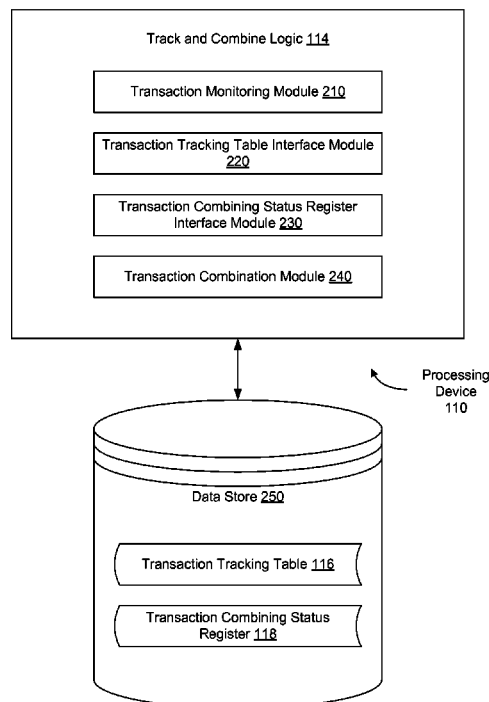 Track and Combine Logic 114
Transaction Monitoring Module 210
Transaction Tracking Table Interface Module
220
Transaction Combining Status Register
Interface Module 230
Transaction Combination Module 240
Processing
Device
110
Data Store 250
Transaction Tracking Table 116
Transaction Combining Status
Register 118